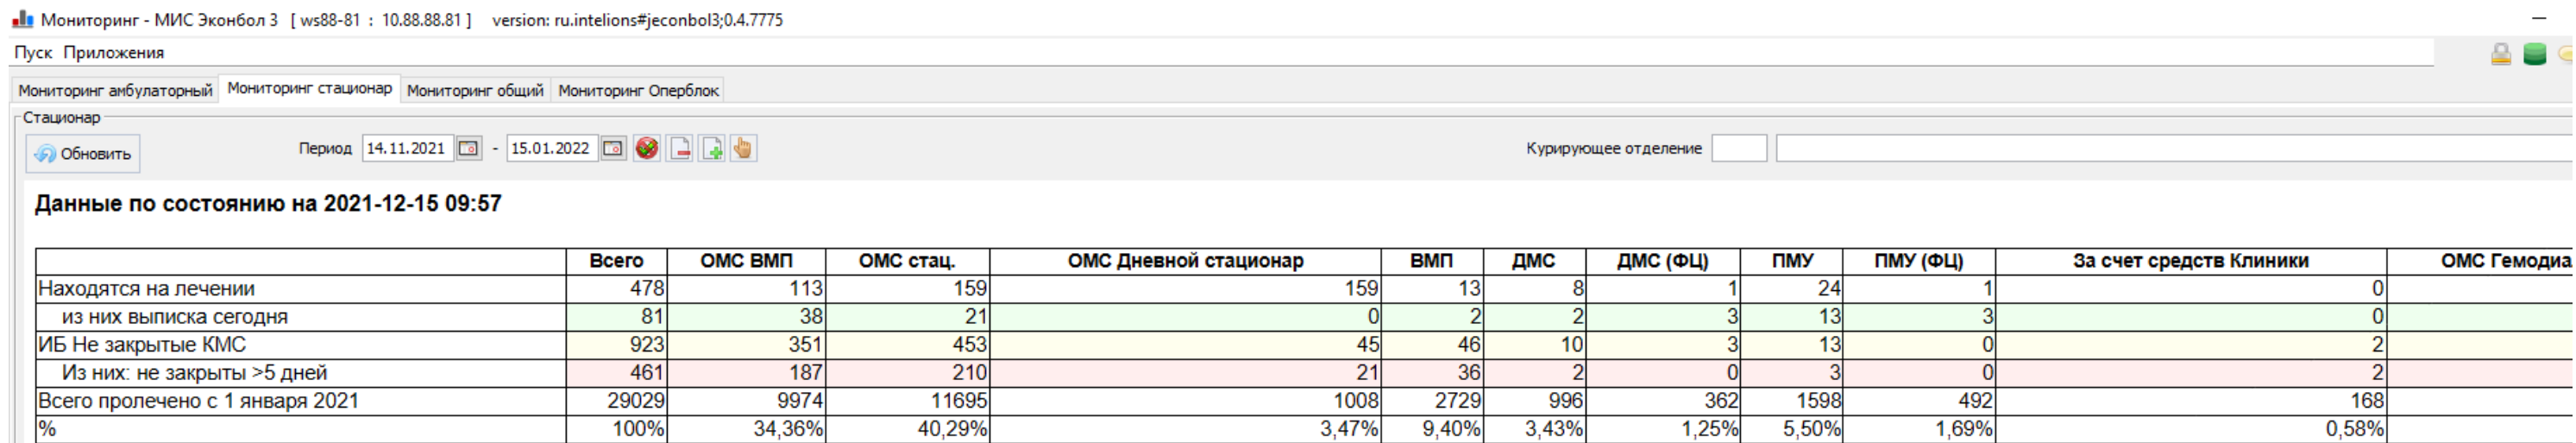 Мониторинг - МИС Эконбол 3 [ ws88-81 : 10.88.88.81 ] version: ru.intelions#jeconbol3;0.4.7775
Пуск Приложения
Мониторинг амбулаторный Мониторинг стационар Мониторинг общий Мониторинг Оперблок
Стационар
Обновить Период 14.11.2021 - 15.01.2022 Курирующее отделение
Данные по состоянию на 2021-12-15 09:57
Всего ОМС ВМП ОМС стац. ОМС Дневной стационар ВМП ДМС ДМС (ФЦ) ПМУ ПМУ (ФЦ) За счет средств Клиники ОМС Гемодиа
Находятся на лечении 478 113 159 159 13 8 1 24 1 0
из них выписка сегодня 81 38 21 0 2 2 3 13 3 0
ИБ Не закрытые КМС 923 351 453 45 46 10 3 13 0 2
Из них: не закрыты >5 дней 461 187 210 21 36 2 0 3 0 2
Всего пролечено с 1 января 2021 29029 9974 11695 1008 2729 996 362 1598 492 168
% 100% 34,36% 40,29% 3,47% 9,40% 3,43% 1,25% 5,50% 1,69% 0,58%